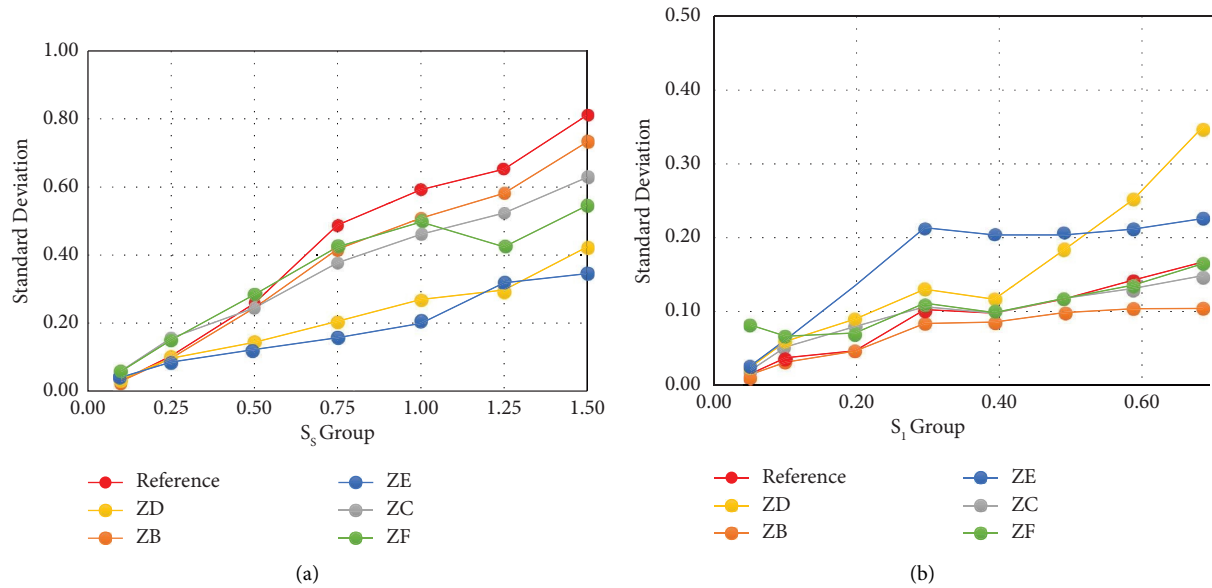 1.00
0.80
0.60
0.40
0.20
0.00
Standard Deviation
0.00 0.25 0.50 0.75 1.00 1.25 1.50
S_S Group
Reference
ZD
ZB
ZE
ZC
ZF
(a)
0.50
0.40
0.30
0.20
0.10
0.00
Standard Deviation
0.00 0.20 0.40 0.60
S_1 Group
Reference
ZD
ZB
ZE
ZC
ZF
(b)